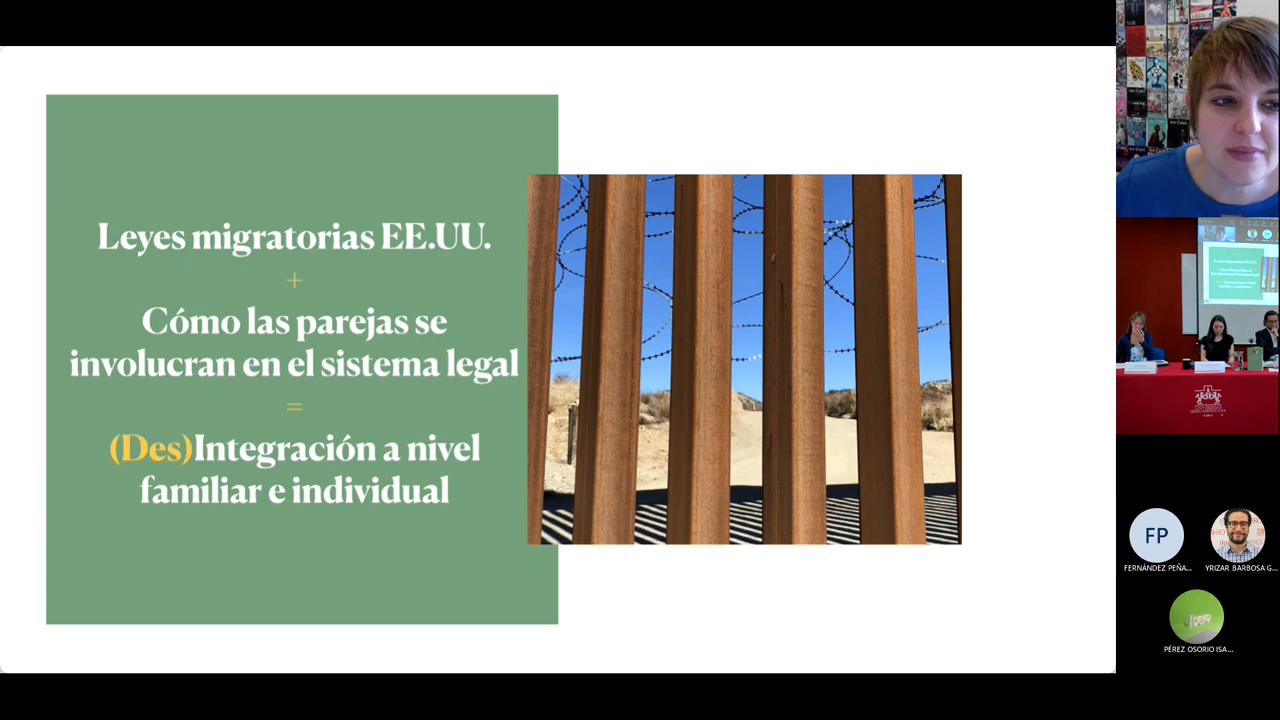 Leyes migratorias EE.UU.
+
Cómo las parejas se
involucran en el sistema legal
=
(Des)Integración a nivel
familiar e individual
FP
FERNÁNDEZ PEÑA...
YRIZAR BARBOSA G...
PÉREZ OSORIO ISA...